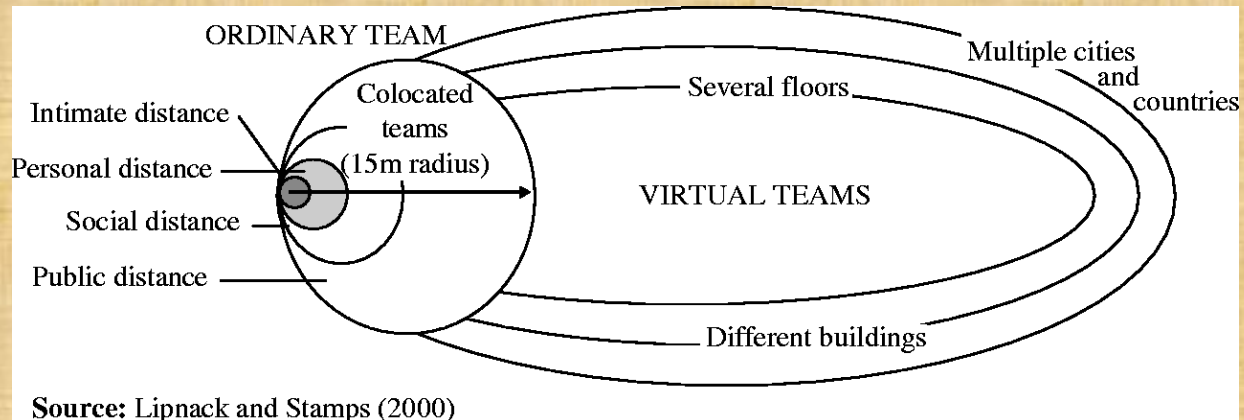 ORDINARY TEAM
Multiple cities
and
countries
Several floors
Colocated
teams
(15m radius)
Intimate distance
Personal distance
Social distance
Public distance
VIRTUAL TEAMS
Different buildings
Source: Lipnack and Stamps (2000)